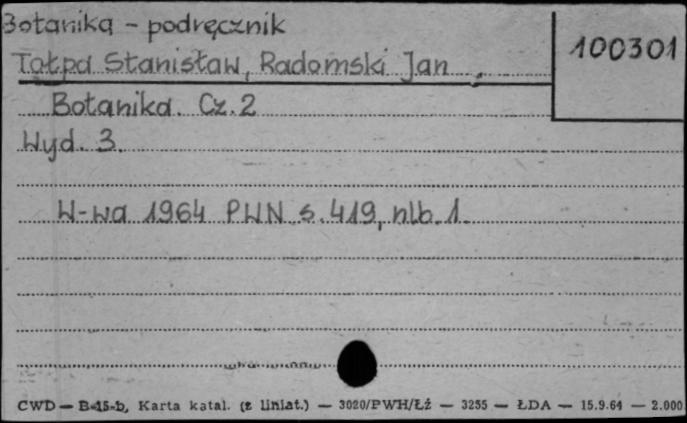 Botanika - podręcznik
100301
Tołpa Stanisław, Radomski Jan.
Botanika. Cz. 2
Wyd. 3.
W-wa 1964 PWN s. 419, nlb. 1.
CWD — B-15-b, Karta katal. (z liniat.) — 3020/PWH/Łż — 3255 — ŁDA — 15.9.64 — 2.000